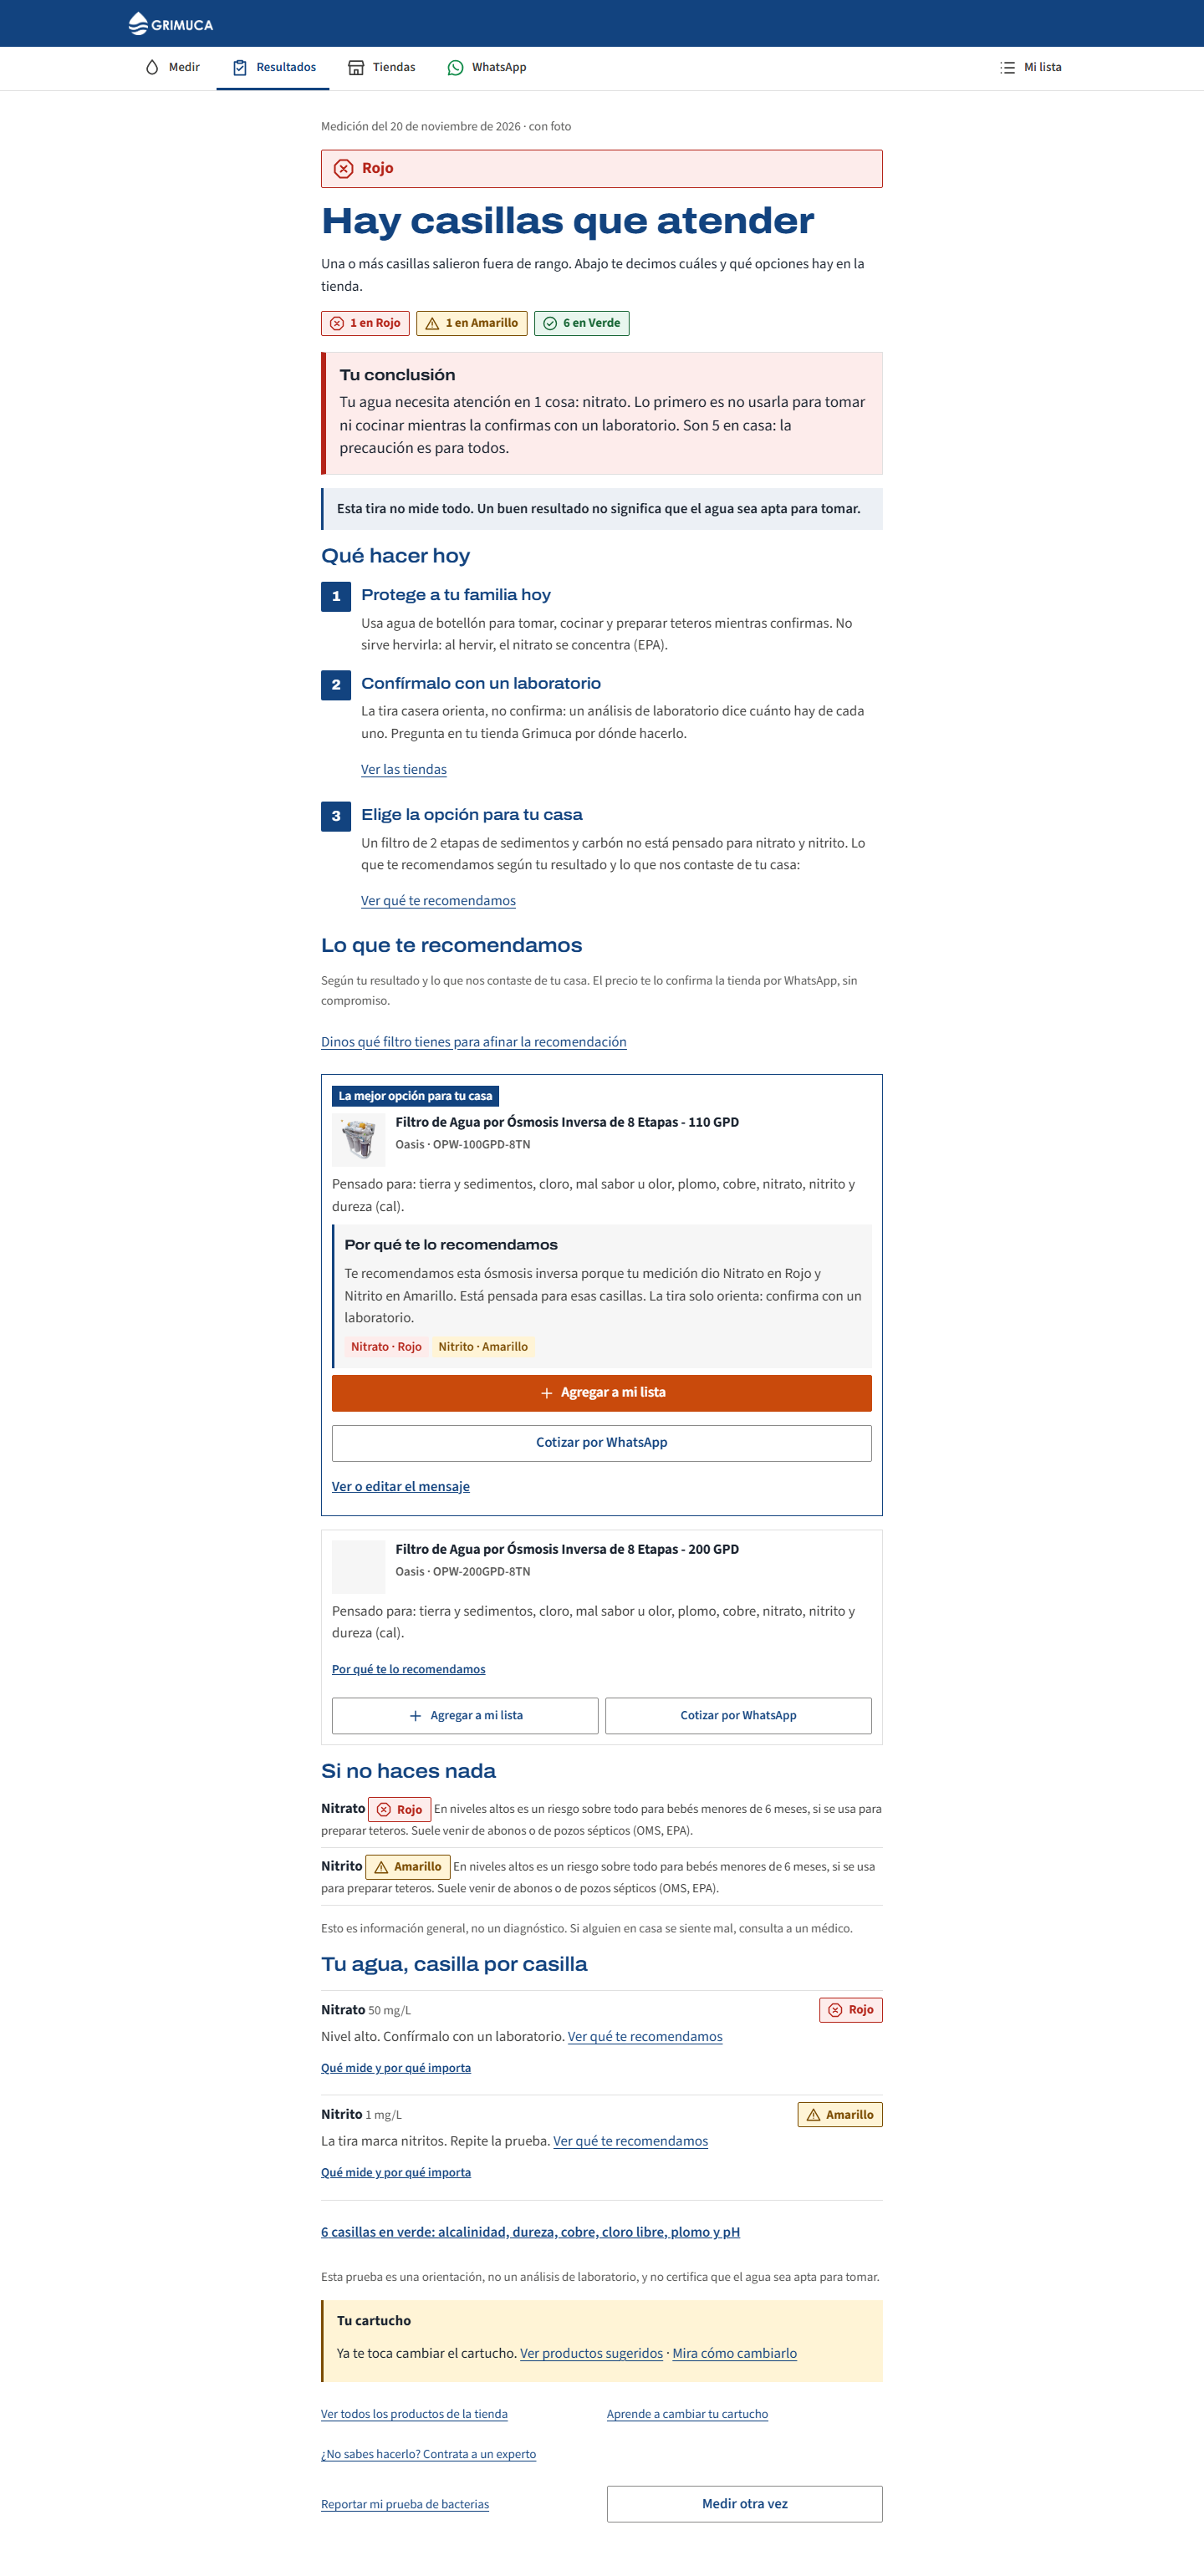 GRIMUCA
Medir
Resultados
Tiendas
WhatsApp
Mi lista
Medición del 20 de noviembre de 2026 · con foto
Rojo
Hay casillas que atender
Una o más casillas salieron fuera de rango. Abajo te decimos cuáles y qué opciones hay en la
tienda.
1 en Rojo
1 en Amarillo
6 en Verde
Tu conclusión
Tu agua necesita atención en 1 cosa: nitrato. Lo primero es no usarla para tomar
ni cocinar mientras la confirmas con un laboratorio. Son 5 en casa: la
precaución es para todos.
Esta tira no mide todo. Un buen resultado no significa que el agua sea apta para tomar.
Qué hacer hoy
1
Protege a tu familia hoy
Usa agua de botellón para tomar, cocinar y preparar teteros mientras confirmas. No
sirve hervirla: al hervir, el nitrato se concentra (EPA).
2
Confírmalo con un laboratorio
La tira casera orienta, no confirma: un análisis de laboratorio dice cuánto hay de cada
uno. Pregunta en tu tienda Grimuca por dónde hacerlo.
Ver las tiendas
3
Elige la opción para tu casa
Un filtro de 2 etapas de sedimentos y carbón no está pensado para nitrato y nitrito. Lo
que te recomendamos según tu resultado y lo que nos contaste de tu casa:
Ver qué te recomendamos
Lo que te recomendamos
Según tu resultado y lo que nos contaste de tu casa. El precio te lo confirma la tienda por WhatsApp, sin
compromiso.
Dinos qué filtro tienes para afinar la recomendación
La mejor opción para tu casa
Filtro de Agua por Ósmosis Inversa de 8 Etapas - 110 GPD
Oasis · OPW-100GPD-8TN
Pensado para: tierra y sedimentos, cloro, mal sabor u olor, plomo, cobre, nitrato, nitrito y
dureza (cal).
Por qué te lo recomendamos
Te recomendamos esta ósmosis inversa porque tu medición dio Nitrato en Rojo y
Nitrito en Amarillo. Está pensada para esas casillas. La tira solo orienta: confirma con un
laboratorio.
Nitrato · Rojo
Nitrito · Amarillo
Agregar a mi lista
Cotizar por WhatsApp
Ver o editar el mensaje
Filtro de Agua por Ósmosis Inversa de 8 Etapas - 200 GPD
Oasis · OPW-200GPD-8TN
Pensado para: tierra y sedimentos, cloro, mal sabor u olor, plomo, cobre, nitrato, nitrito y
dureza (cal).
Por qué te lo recomendamos
Agregar a mi lista
Cotizar por WhatsApp
Si no haces nada
Nitrato Rojo En niveles altos es un riesgo sobre todo para bebés menores de 6 meses, si se usa para
preparar teteros. Suele venir de abonos o de pozos sépticos (OMS, EPA).
Nitrito Amarillo En niveles altos es un riesgo sobre todo para bebés menores de 6 meses, si se usa
para preparar teteros. Suele venir de abonos o de pozos sépticos (OMS, EPA).
Esto es información general, no un diagnóstico. Si alguien en casa se siente mal, consulta a un médico.
Tu agua, casilla por casilla
Nitrato 50 mg/L
Rojo
Nivel alto. Confírmalo con un laboratorio. Ver qué te recomendamos
Qué mide y por qué importa
Nitrito 1 mg/L
Amarillo
La tira marca nitritos. Repite la prueba. Ver qué te recomendamos
Qué mide y por qué importa
6 casillas en verde: alcalinidad, dureza, cobre, cloro libre, plomo y pH
Esta prueba es una orientación, no un análisis de laboratorio, y no certifica que el agua sea apta para tomar.
Tu cartucho
Ya te toca cambiar el cartucho. Ver productos sugeridos · Mira cómo cambiarlo
Ver todos los productos de la tienda
Aprende a cambiar tu cartucho
¿No sabes hacerlo? Contrata a un experto
Reportar mi prueba de bacterias
Medir otra vez